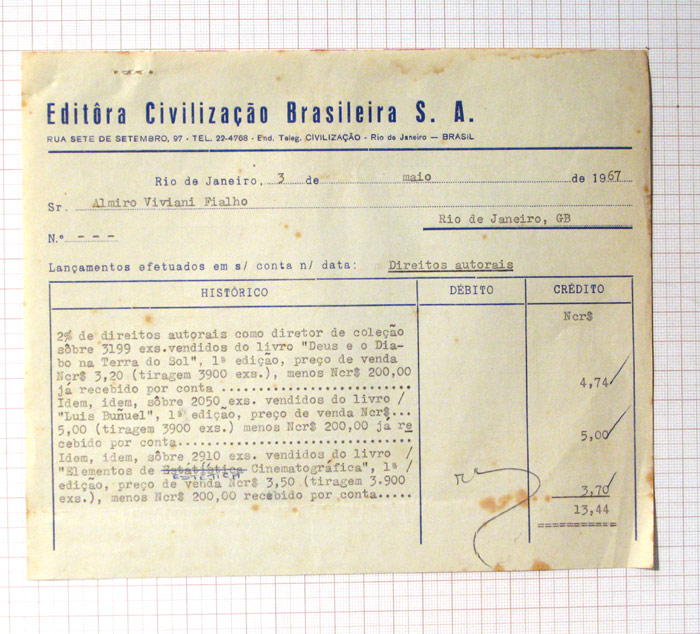 Editôra Civilização Brasileira S. A.
RUA SETE DE SETEMBRO, 97 - TEL. 22-4768 - End. Teleg. CIVILIZAÇÃO - Rio de Janeiro — BRASIL
Rio de Janeiro, 3 de maio de 1967
Sr. Almiro Viviani Fialho
Rio de Janeiro, GB
N.º - - -
Lançamentos efetuados em s/ conta n/ data: Direitos autorais
HISTÓRICO DÉBITO CRÉDITO
Ncr$
2% de direitos autorais como diretor de coleção
sôbre 3199 exs.vendidos do livro "Deus e o Dia-
bo na Terra do Sol", 1ª edição, preço de venda
Ncr$ 3,20 (tiragem 3900 exs.), menos Ncr$ 200,00
já recebido por conta .......................... 4,74
Idem, idem, sôbre 2050 exs. vendidos do livro /
"Luis Buñuel", 1ª edição, preço de venda Ncr$...
5,00 (tiragem 3900 exs.) menos Ncr$ 200,00 já re
cebido por conta............................... 5,00
Idem, idem, sôbre 2910 exs. vendidos do livro /
"Elementos de Estética Cinematográfica", 1ª /
edição, preço de venda Ncr$ 3,50 (tiragem 3.900
exs.), menos Ncr$ 200,00 recebido por conta..... 3,70
13,44